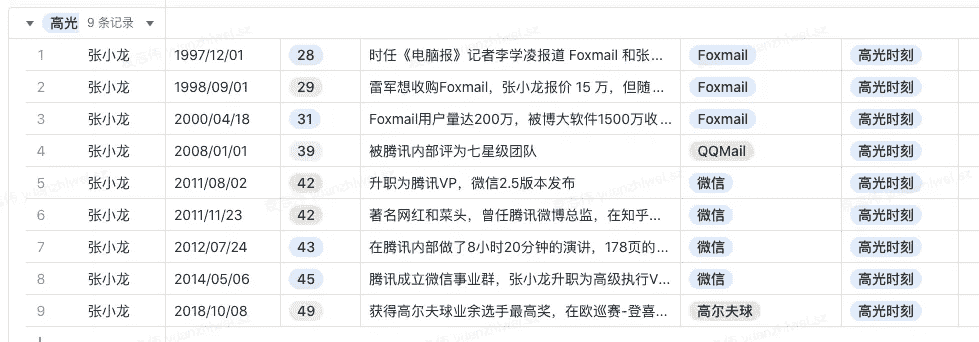 高光 9 条记录
1 张小龙 1997/12/01 28 时任《电脑报》记者李学凌报道 Foxmail 和张... Foxmail 高光时刻
2 张小龙 1998/09/01 29 雷军想收购Foxmail，张小龙报价 15 万，但随... Foxmail 高光时刻
3 张小龙 2000/04/18 31 Foxmail用户量达200万，被博大软件1500万收... Foxmail 高光时刻
4 张小龙 2008/01/01 39 被腾讯内部评为七星级团队 QQMail 高光时刻
5 张小龙 2011/08/02 42 升职为腾讯VP，微信2.5版本发布 微信 高光时刻
6 张小龙 2011/11/23 42 著名网红和菜头，曾任腾讯微博总监，在知乎... 微信 高光时刻
7 张小龙 2012/07/24 43 在腾讯内部做了8小时20分钟的演讲，178页的... 微信 高光时刻
8 张小龙 2014/05/06 45 腾讯成立微信事业群，张小龙升职为高级执行V... 微信 高光时刻
9 张小龙 2018/10/08 49 获得高尔夫球业余选手最高奖，在欧巡赛-登喜... 高尔夫球 高光时刻